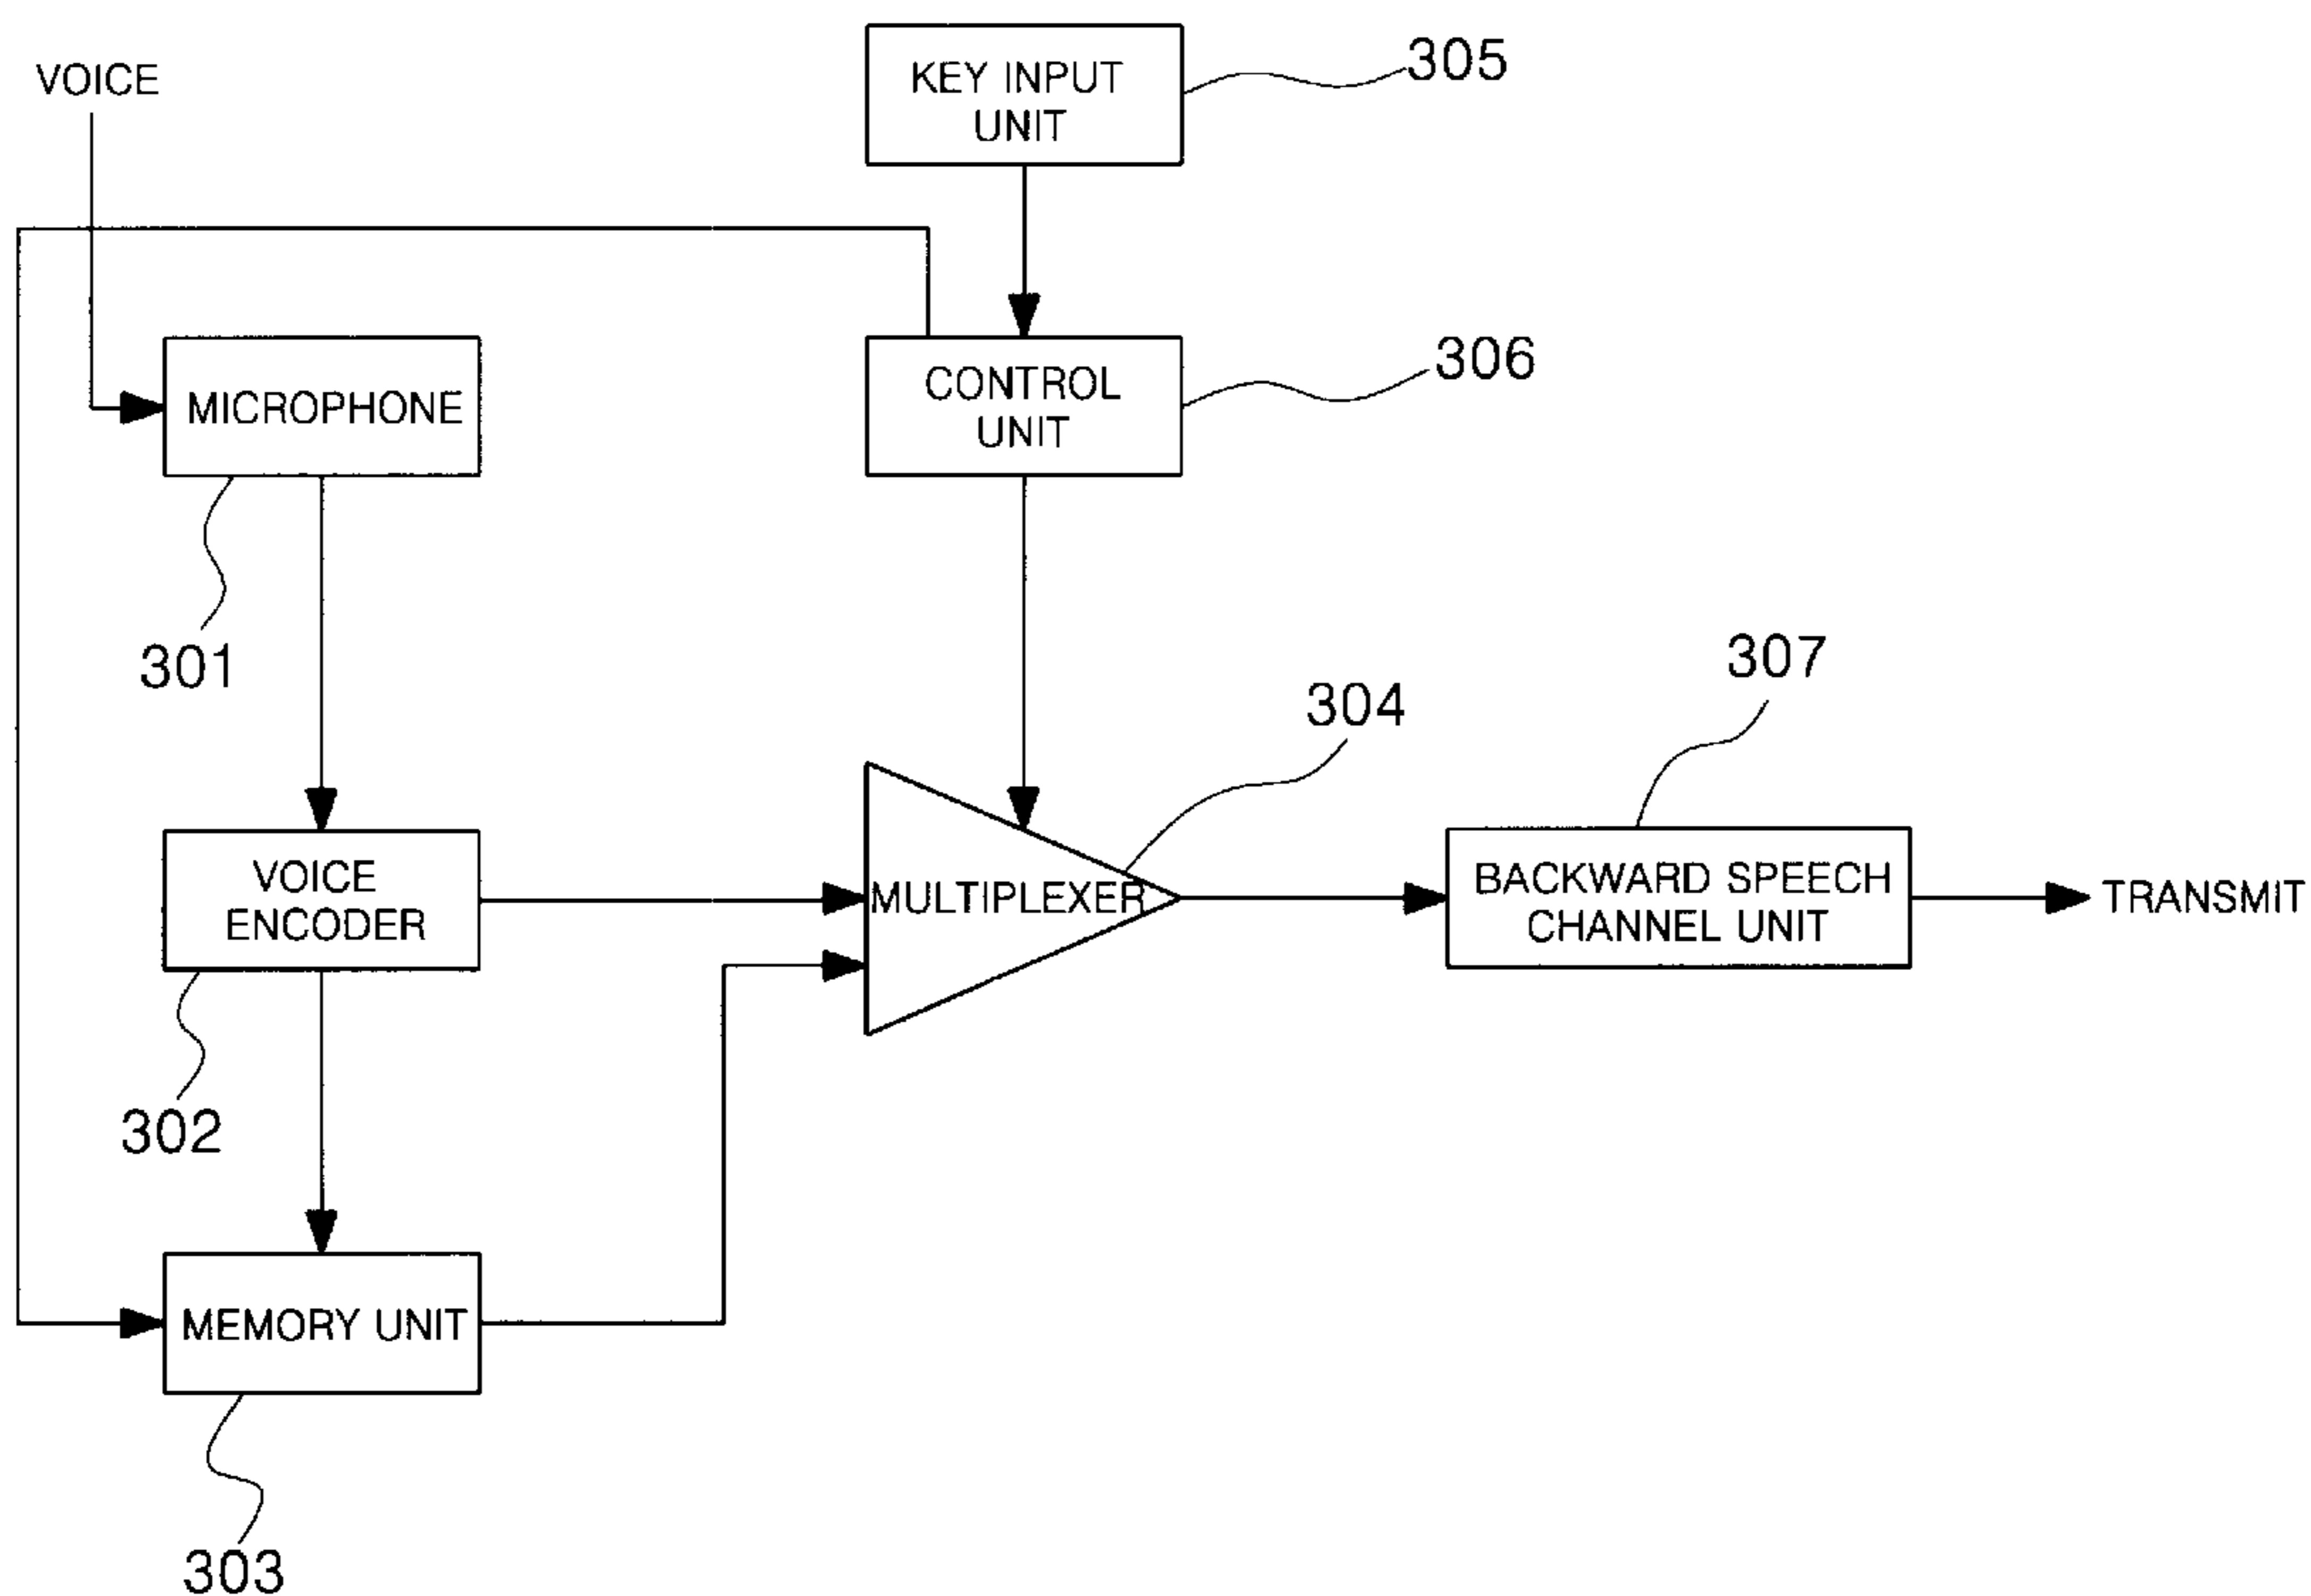 KEY INPUT
UNIT
305
VOICE
CONTROL
UNIT
306
MICROPHONE
301
304
307
VOICE
ENCODER
302
MULTIPLEXER
BACKWARD SPEECH
CHANNEL UNIT
TRANSMIT
MEMORY UNIT
303